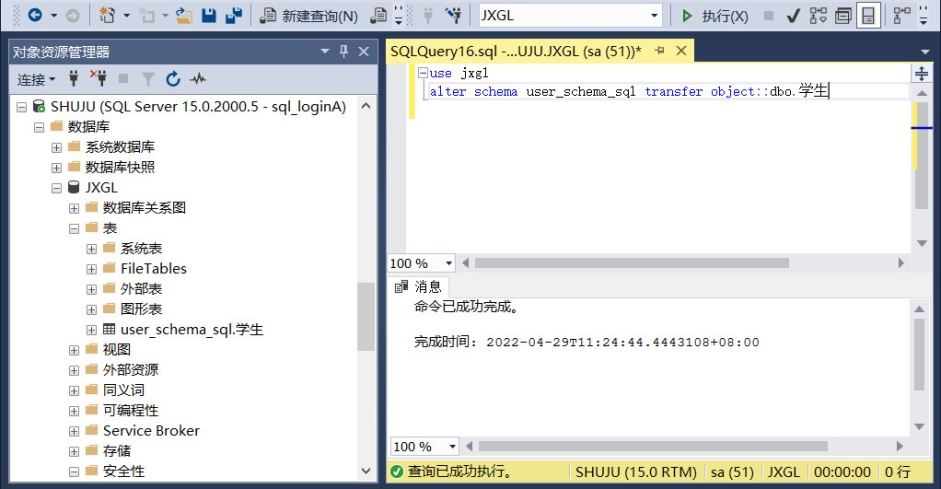 新建查询(N)
JXGL
执行(X)
对象资源管理器
连接
SHUJU (SQL Server 15.0.2000.5 - sql_loginA)
数据库
系统数据库
数据库快照
JXGL
数据库关系图
表
系统表
FileTables
外部表
图形表
user_schema_sql.学生
视图
外部资源
同义词
可编程性
Service Broker
存储
安全性
SQLQuery16.sql -...UJU.JXGL (sa (51))*
use jxgl
alter schema user_schema_sql transfer object::dbo.学生
100 %
消息
命令已成功完成。
完成时间: 2022-04-29T11:24:44.4443108+08:00
100 %
查询已成功执行。
SHUJU (15.0 RTM)
sa (51)
JXGL
00:00:00
0 行